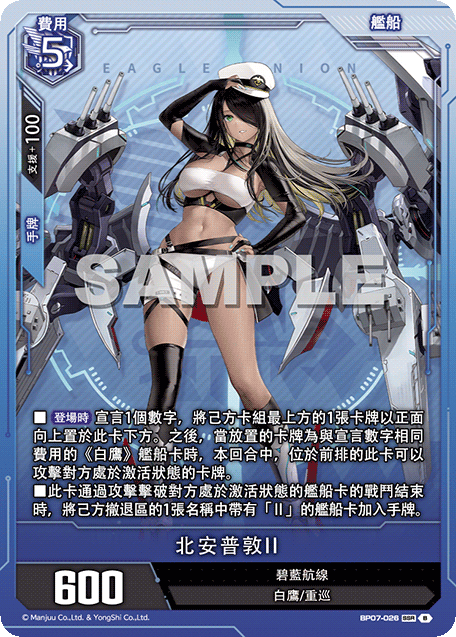 費用
5
艦船
EAGLE UNION
支援+100
手牌
SAMPLE
■ 登場時 宣言1個數字，將己方卡組最上方的1張卡牌以正面
向上置於此卡下方。之後，當放置的卡牌為與宣言數字相同
費用的《白鷹》艦船卡時，本回合中，位於前排的此卡可以
攻擊對方處於激活狀態的卡牌。
■此卡通過攻擊擊破對方處於激活狀態的艦船卡的戰鬥結束
時，將己方撤退區的1張名稱中帶有「II」的艦船卡加入手牌。
北安普敦II
600
碧藍航線
白鷹/重巡
© Manjuu Co.,Ltd. & YongShi Co.,Ltd.
BP07-026 SSR B